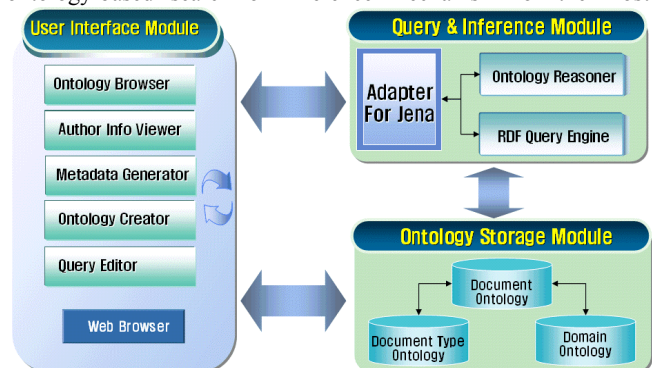 User Interface Module
Ontology Browser
Author Info Viewer
Metadata Generator
Ontology Creator
Query Editor
Web Browser
Query & Inference Module
Adapter
For Jena
Ontology Reasoner
RDF Query Engine
Ontology Storage Module
Document
Ontology
Document Type
Ontology
Domain
Ontology